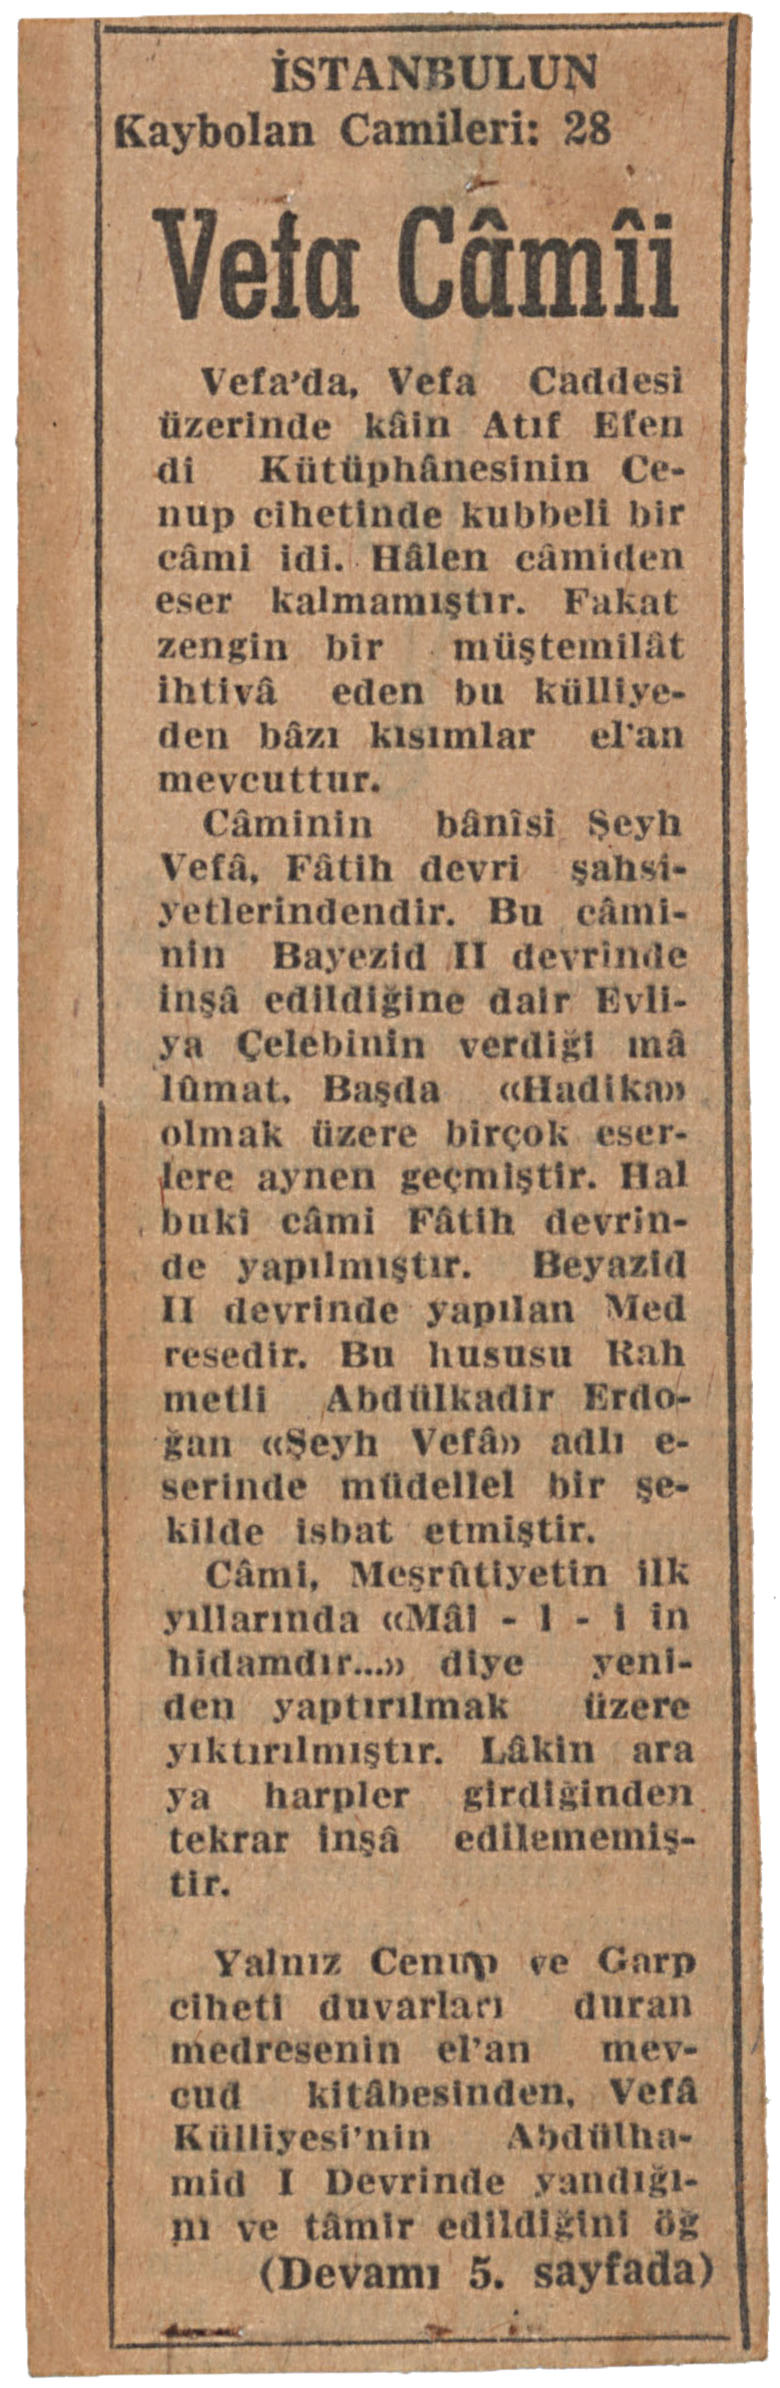 İSTANBULUN
Kaybolan Camileri: 28
Vefa Câmîi
Vefa'da, Vefa Caddesi
üzerinde kâin Atıf Efen
di Kütüphânesinin Ce-
nup cihetinde kubbeli bir
câmi idi. Hâlen câmiden
eser kalmamıştır. Fakat
zengin bir müştemilât
ihtivâ eden bu külliye-
den bâzı kısımlar el'an
mevcuttur.
Câminin bânîsi Şeyh
Vefâ, Fâtih devri şahsi-
yetlerindendir. Bu câmi-
nin Bayezid II devrinde
inşâ edildiğine dair Evli-
ya Çelebinin verdiği mâ
lûmat, Başda «Hadika»
olmak üzere birçok eser-
lere aynen geçmiştir. Hal
buki câmi Fâtih devrin-
de yapılmıştır. Beyazid
II devrinde yapılan Med
resedir. Bu hususu Rah
metli Abdülkadir Erdo-
ğan «Şeyh Vefâ» adlı e-
serinde müdellel bir şe-
kilde isbat etmiştir.
Câmi, Meşrûtiyetin ilk
yıllarında «Mâi - l - i in
hidamdır...» diye yeni-
den yaptırılmak üzere
yıktırılmıştır. Lâkin ara
ya harpler girdiğinden
tekrar inşâ edilememiş-
tir.
Yalnız Cenup ve Garp
ciheti duvarları duran
medresenin el'an mev-
cud kitâbesinden, Vefâ
Külliyesi'nin Abdülha-
mid I Devrinde yandığı-
nı ve tâmir edildiğini öğ
(Devamı 5. sayfada)